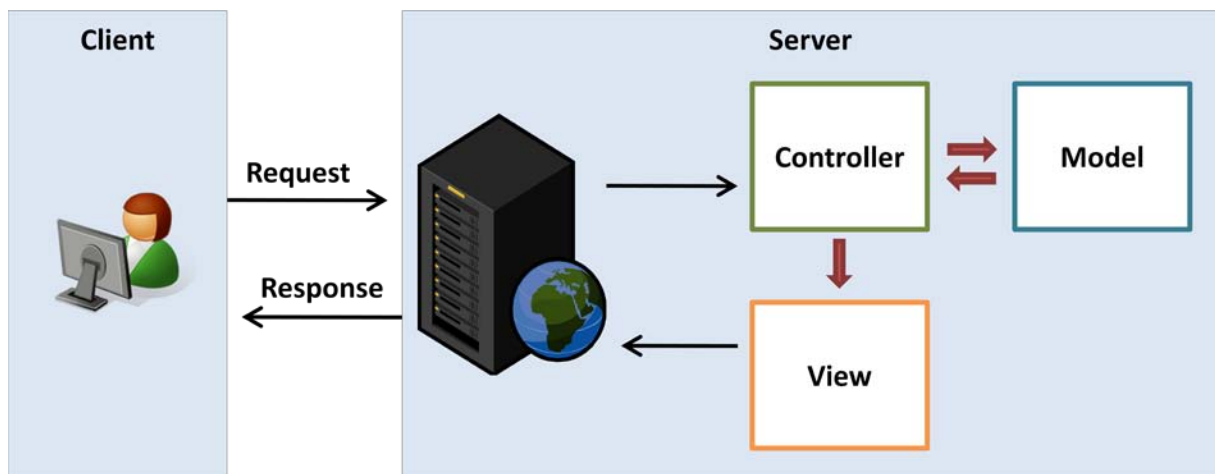 Client
Server
Request
Response
Controller
Model
View